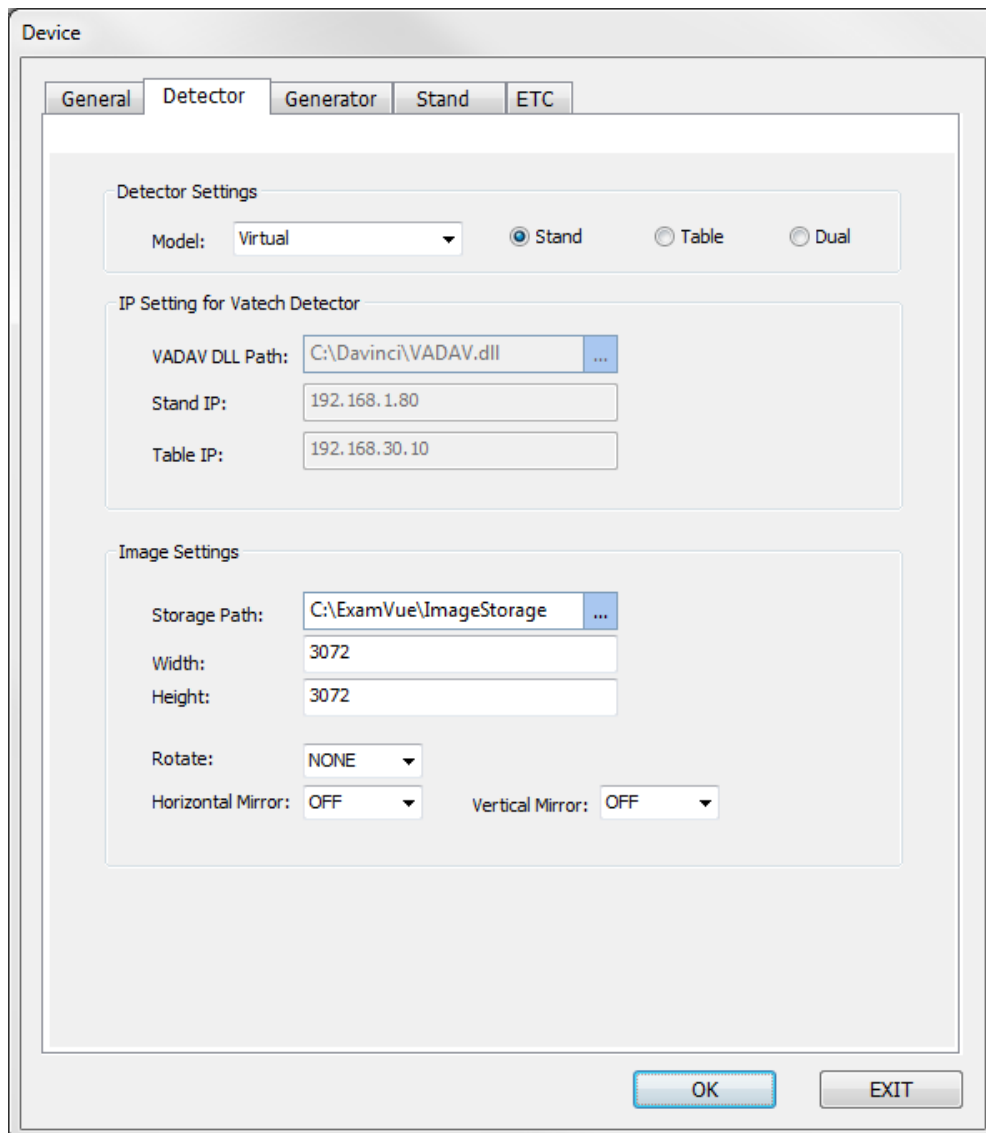 Device
General Detector Generator Stand ETC
Detector Settings
Model: Virtual Stand Table Dual
IP Setting for Vatech Detector
VADAV DLL Path: C:\Davinci\VADAV.dll ...
Stand IP: 192.168.1.80
Table IP: 192.168.30.10
Image Settings
Storage Path: C:\ExamVue\ImageStorage ...
Width: 3072
Height: 3072
Rotate: NONE
Horizontal Mirror: OFF Vertical Mirror: OFF
OK EXIT